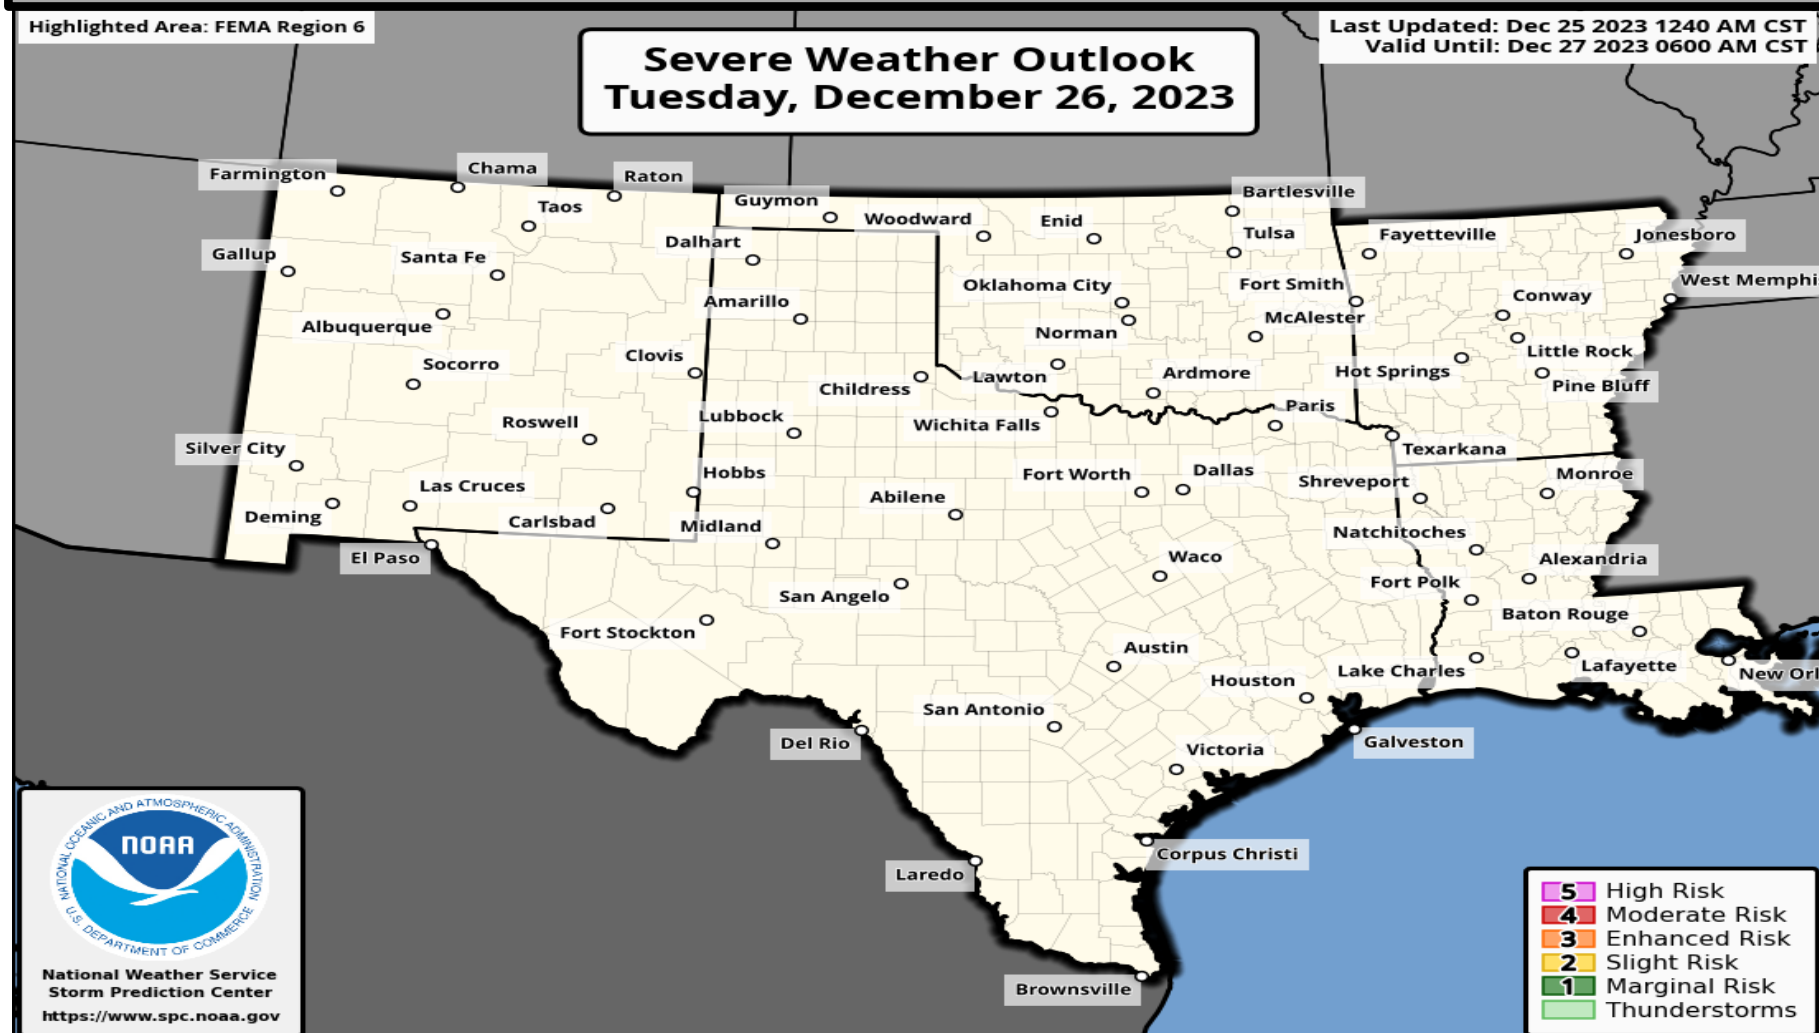 Highlighted Area: FEMA Region 6
Severe Weather Outlook
Tuesday, December 26, 2023
Last Updated: Dec 25 2023 1240 AM CST
Valid Until: Dec 27 2023 0600 AM CST
Farmington
Chama
Raton
Taos
Guymon
Woodward
Enid
Bartlesville
Gallup
Santa Fe
Dalhart
Tulsa
Fayetteville
Jonesboro
Albuquerque
Amarillo
Oklahoma City
Fort Smith
Conway
West Memphi
Norman
McAlester
Socorro
Clovis
Childress
Lawton
Ardmore
Hot Springs
Little Rock
Pine Bluff
Roswell
Lubbock
Wichita Falls
Paris
Silver City
Texarkana
Las Cruces
Hobbs
Abilene
Fort Worth
Dallas
Shreveport
Monroe
Deming
Carlsbad
Midland
Natchitoches
El Paso
Waco
Alexandria
San Angelo
Fort Polk
Fort Stockton
Baton Rouge
Austin
Houston
Lake Charles
Lafayette
New Orl
San Antonio
Del Rio
Victoria
Galveston
Laredo
Corpus Christi
Brownsville
NATIONAL OCEANIC AND ATMOSPHERIC ADMINISTRATION
NOAA
U.S. DEPARTMENT OF COMMERCE
National Weather Service
Storm Prediction Center
https://www.spc.noaa.gov
5 High Risk
4 Moderate Risk
3 Enhanced Risk
2 Slight Risk
1 Marginal Risk
Thunderstorms